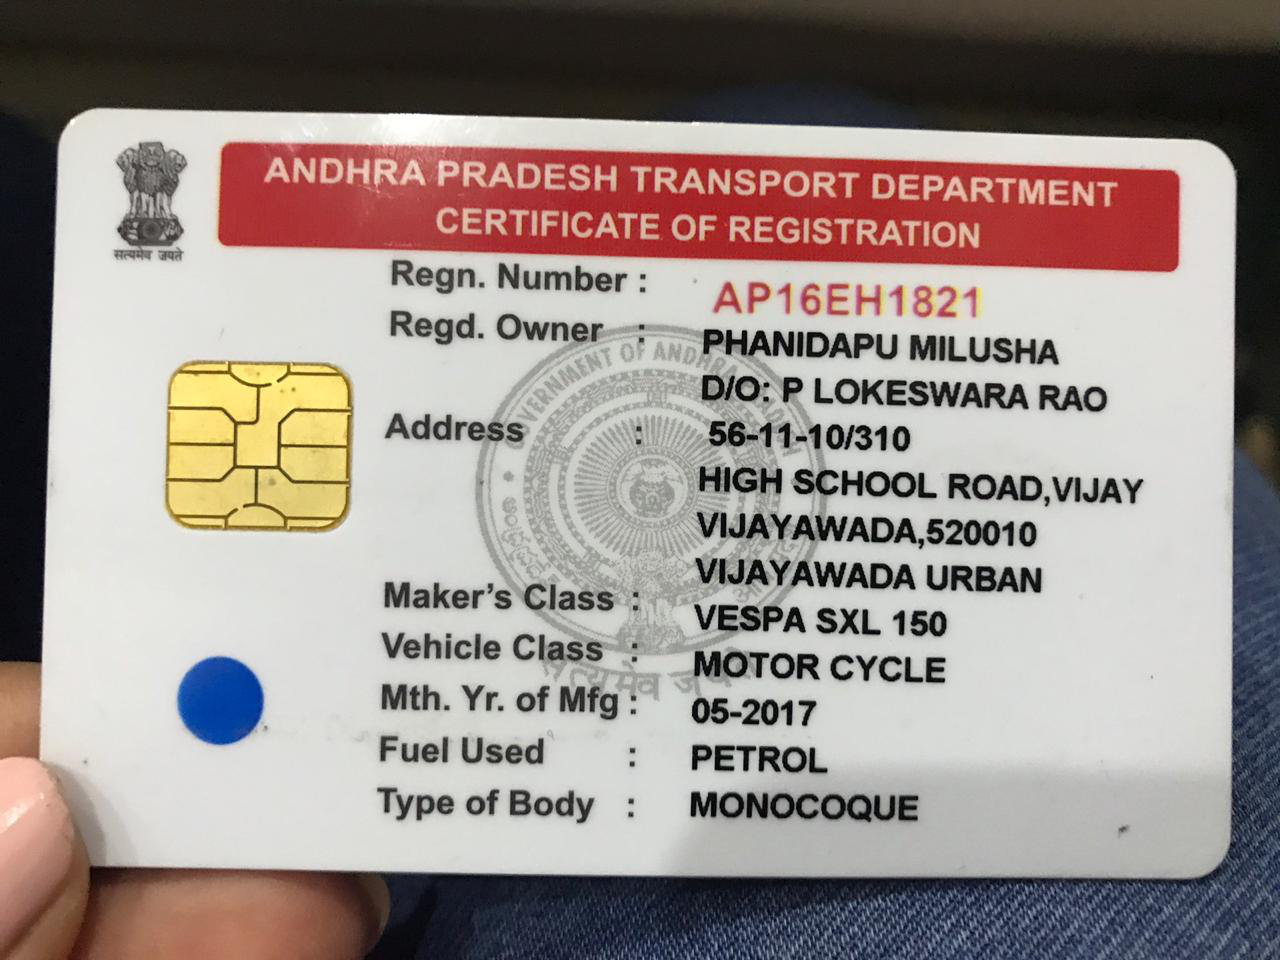 सत्यमेव जयते
ANDHRA PRADESH TRANSPORT DEPARTMENT
CERTIFICATE OF REGISTRATION
Regn. Number : AP16EH1821
Regd. Owner : PHANIDAPU MILUSHA
D/O: P LOKESWARA RAO
Address : 56-11-10/310
HIGH SCHOOL ROAD,VIJAY
VIJAYAWADA,520010
VIJAYAWADA URBAN
Maker's Class : VESPA SXL 150
Vehicle Class : MOTOR CYCLE
Mth. Yr. of Mfg : 05-2017
Fuel Used : PETROL
Type of Body : MONOCOQUE
GOVERNMENT OF ANDHRA PRADESH
सत्यमेव जयते